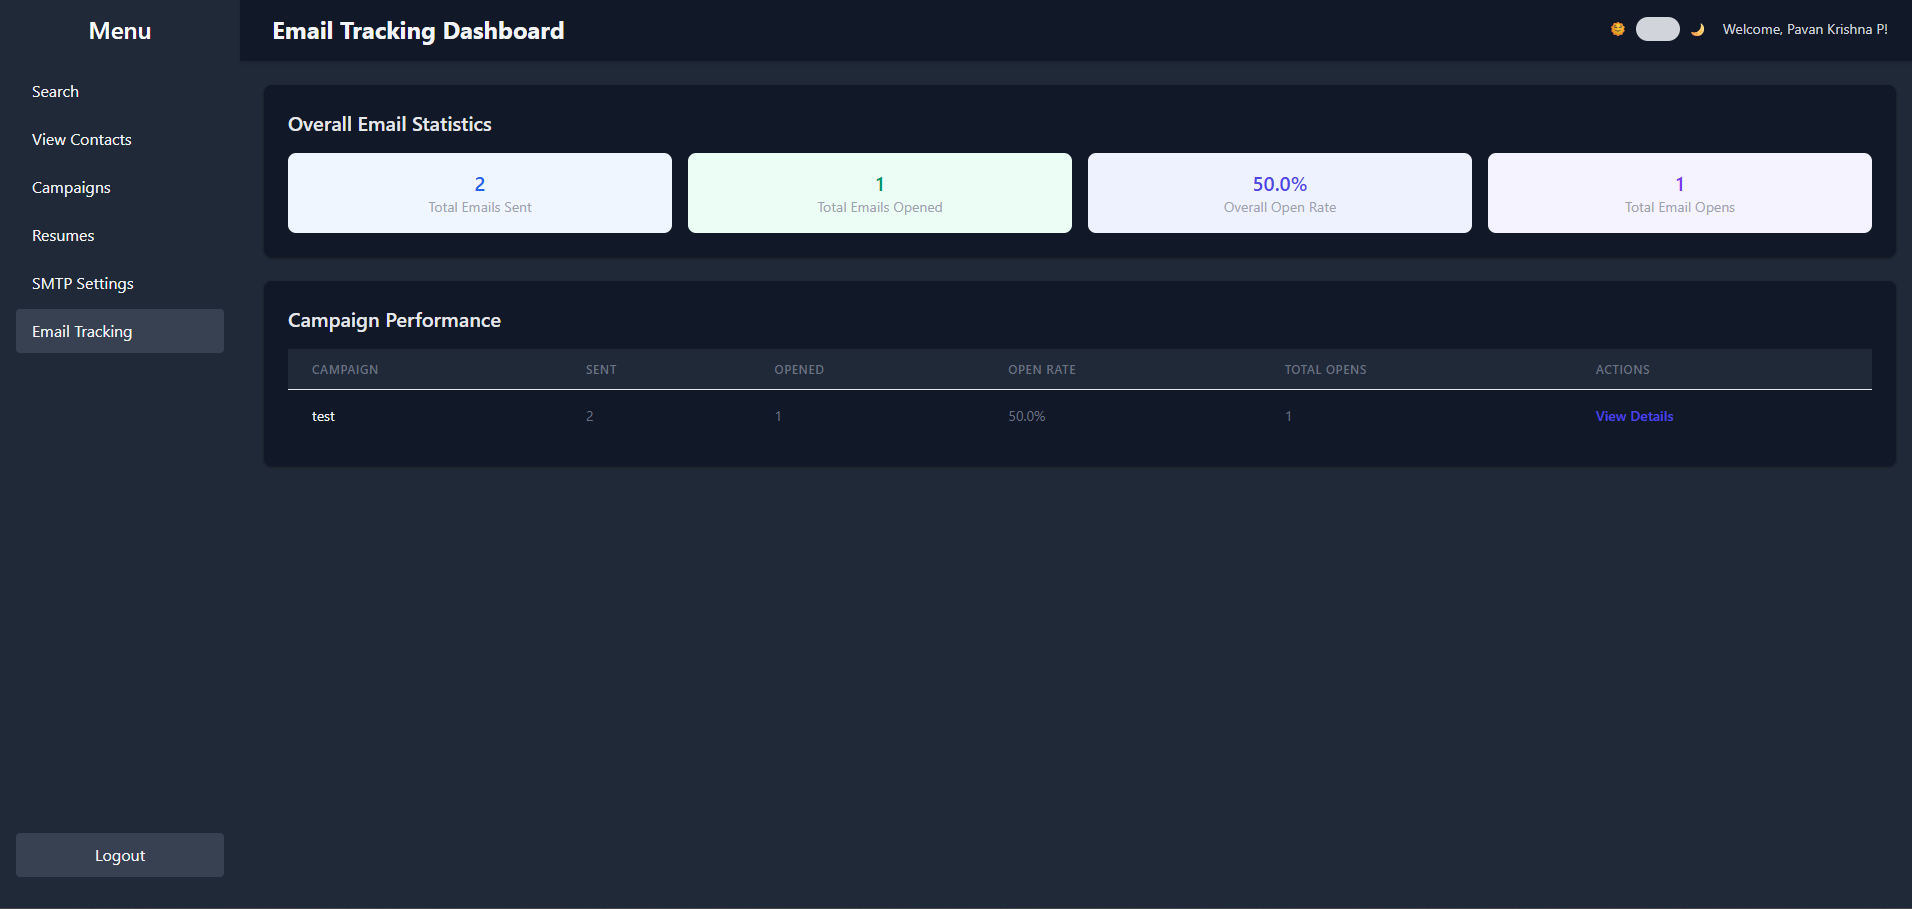 Menu
Search
View Contacts
Campaigns
Resumes
SMTP Settings
Email Tracking
Logout
Email Tracking Dashboard
Welcome, Pavan Krishna P!
Overall Email Statistics
2
Total Emails Sent
1
Total Emails Opened
50.0%
Overall Open Rate
1
Total Email Opens
Campaign Performance
CAMPAIGN SENT OPENED OPEN RATE TOTAL OPENS ACTIONS
test 2 1 50.0% 1 View Details